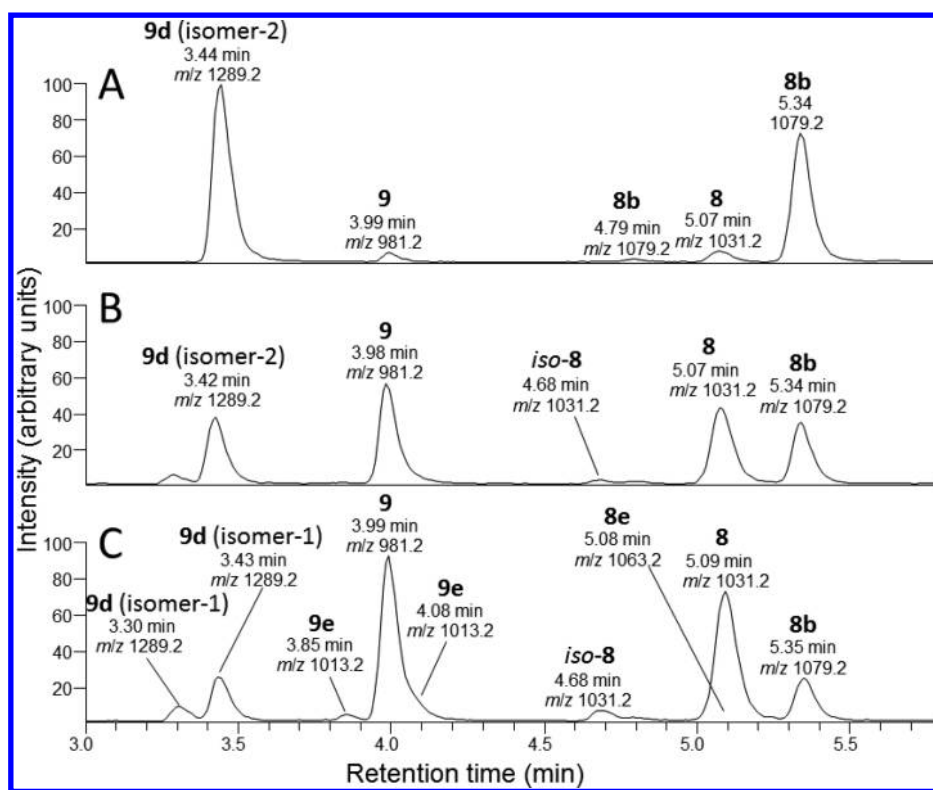 A
9d (isomer-2)
3.44 min
m/z 1289.2
9
3.99 min
m/z 981.2
8b
4.79 min
m/z 1079.2
8
5.07 min
m/z 1031.2
8b
5.34
1079.2
100
80
60
40
20
B
9d (isomer-2)
3.42 min
m/z 1289.2
9
3.98 min
m/z 981.2
iso-8
4.68 min
m/z 1031.2
8
5.07 min
m/z 1031.2
8b
5.34 min
m/z 1079.2
100
80
60
40
20
C
9d (isomer-1)
3.30 min
m/z 1289.2
9d (isomer-1)
3.43 min
m/z 1289.2
9e
3.85 min
m/z 1013.2
9
3.99 min
m/z 981.2
9e
4.08 min
m/z 1013.2
iso-8
4.68 min
m/z 1031.2
8e
5.08 min
m/z 1063.2
8
5.09 min
m/z 1031.2
8b
5.35 min
m/z 1079.2
100
80
60
40
20
Intensity (arbitrary units)
3.0 3.5 4.0 4.5 5.0 5.5
Retention time (min)